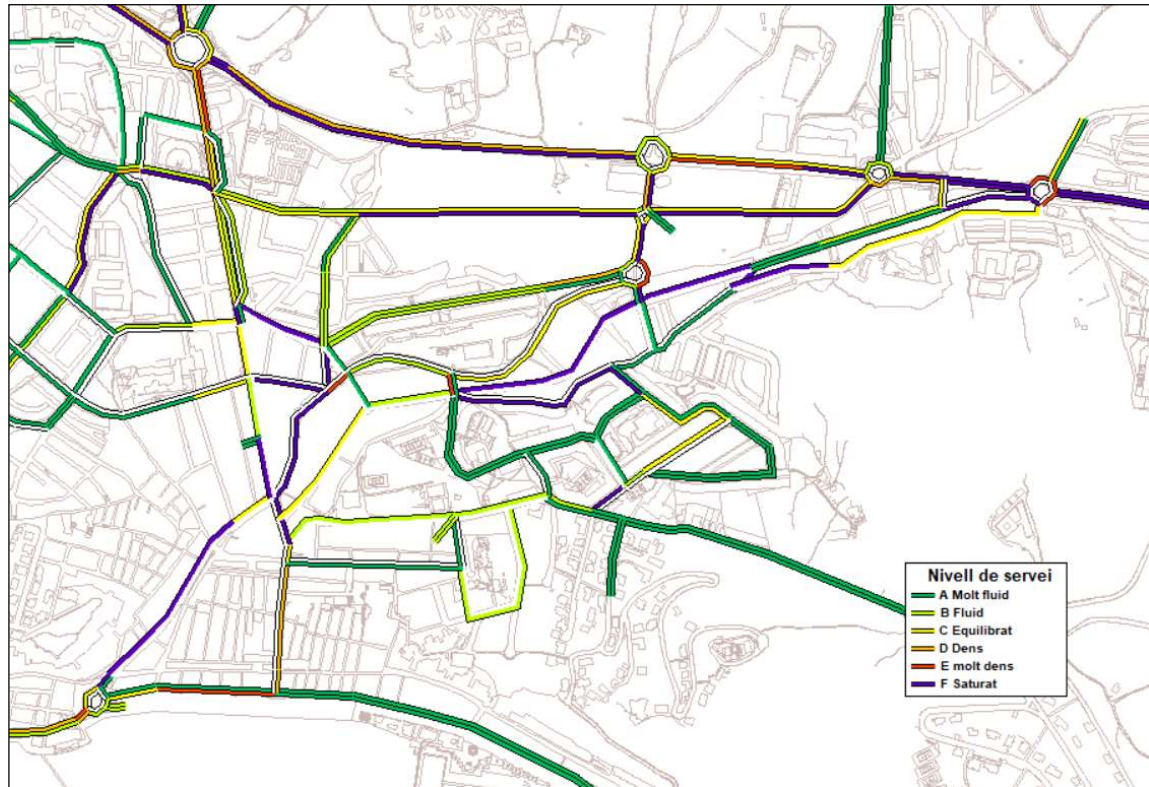 Nivell de servei
A Molt fluid
B Fluid
C Equilibrat
D Dens
E molt dens
F Saturat